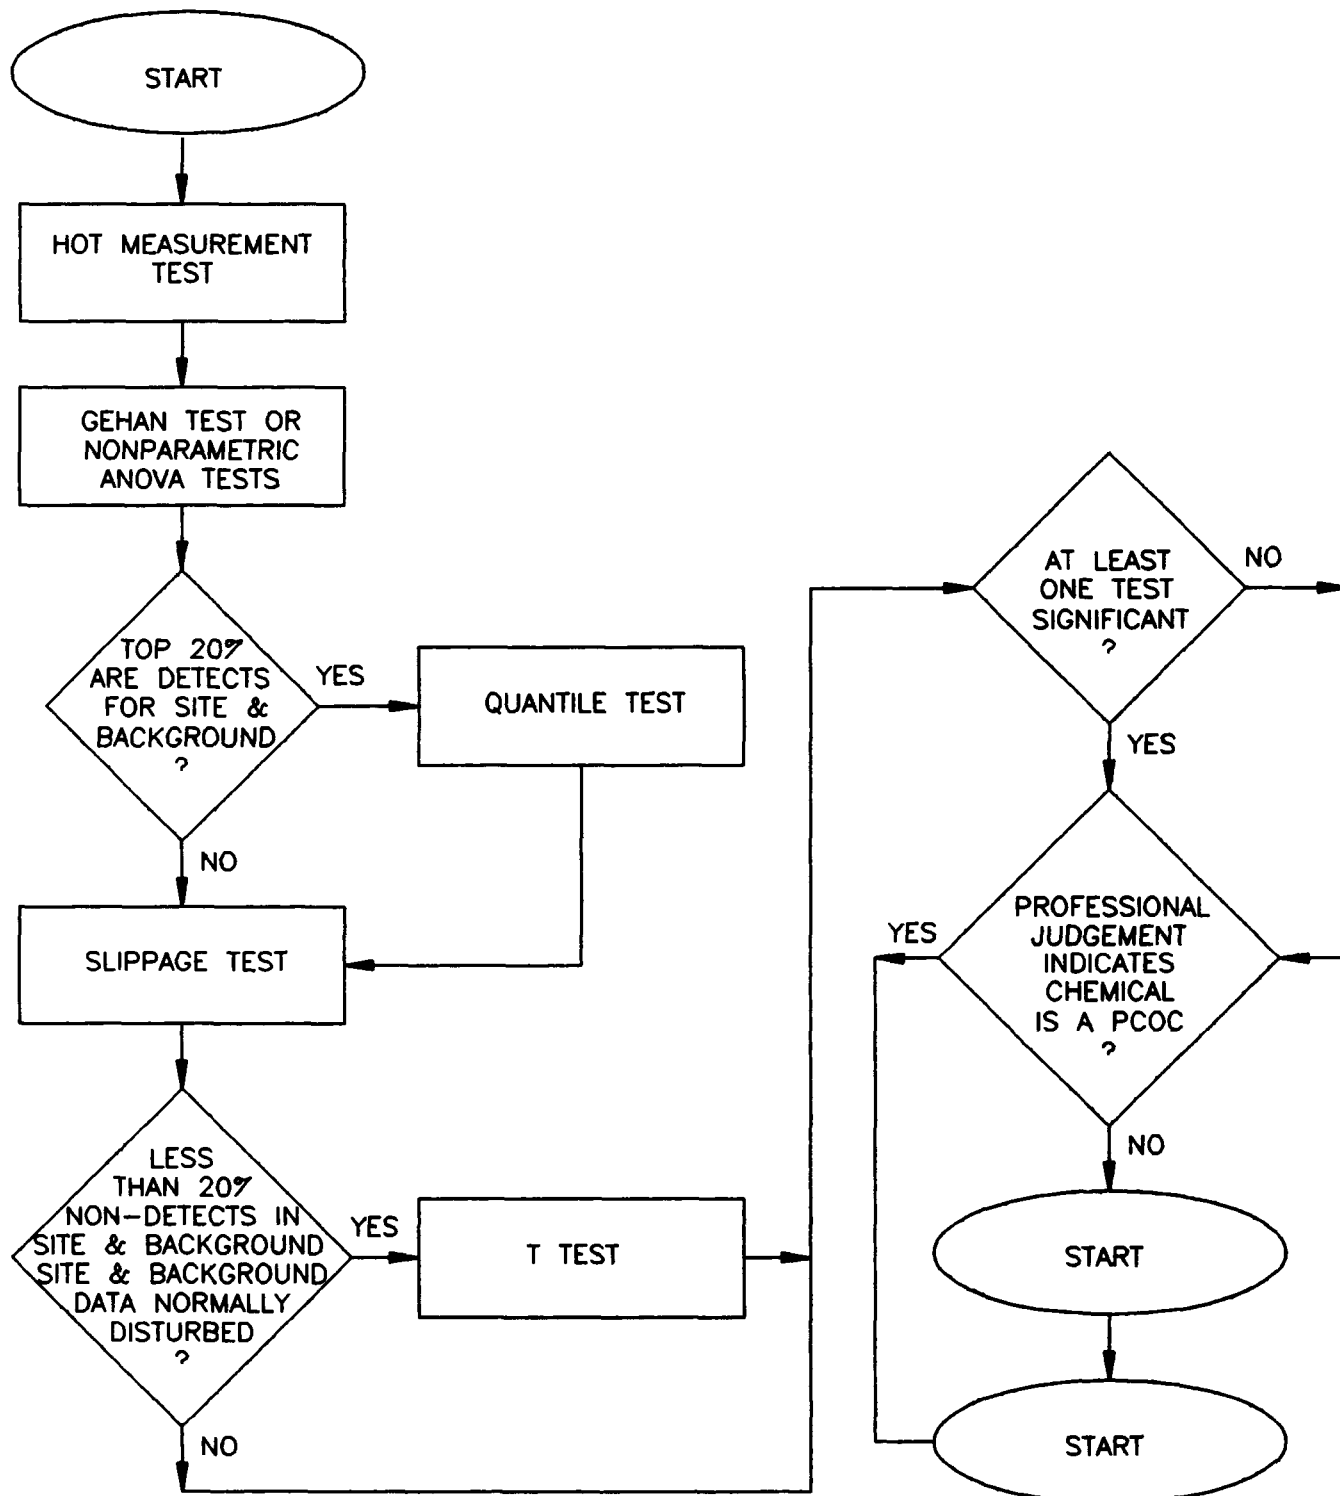 START
HOT MEASUREMENT
TEST
GEHAN TEST OR
NONPARAMETRIC
ANOVA TESTS
TOP 20%
ARE DETECTS
FOR SITE &
BACKGROUND
?
YES
QUANTILE TEST
NO
SLIPPAGE TEST
LESS
THAN 20%
NON-DETECTS IN
SITE & BACKGROUND
SITE & BACKGROUND
DATA NORMALLY
DISTURBED
?
YES
T TEST
NO
AT LEAST
ONE TEST
SIGNIFICANT
?
NO
YES
PROFESSIONAL
JUDGEMENT
INDICATES
CHEMICAL
IS A PCOC
?
YES
NO
START
START